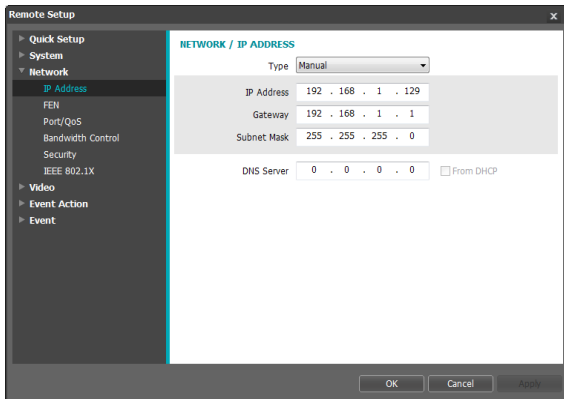 Remote Setup x
Quick Setup
System
Network
IP Address
FEN
Port/QoS
Bandwidth Control
Security
IEEE 802.1X
Video
Event Action
Event
NETWORK / IP ADDRESS
Type Manual
IP Address 192 . 168 . 1 . 129
Gateway 192 . 168 . 1 . 1
Subnet Mask 255 . 255 . 255 . 0
DNS Server 0 . 0 . 0 . 0 From DHCP
OK Cancel Apply